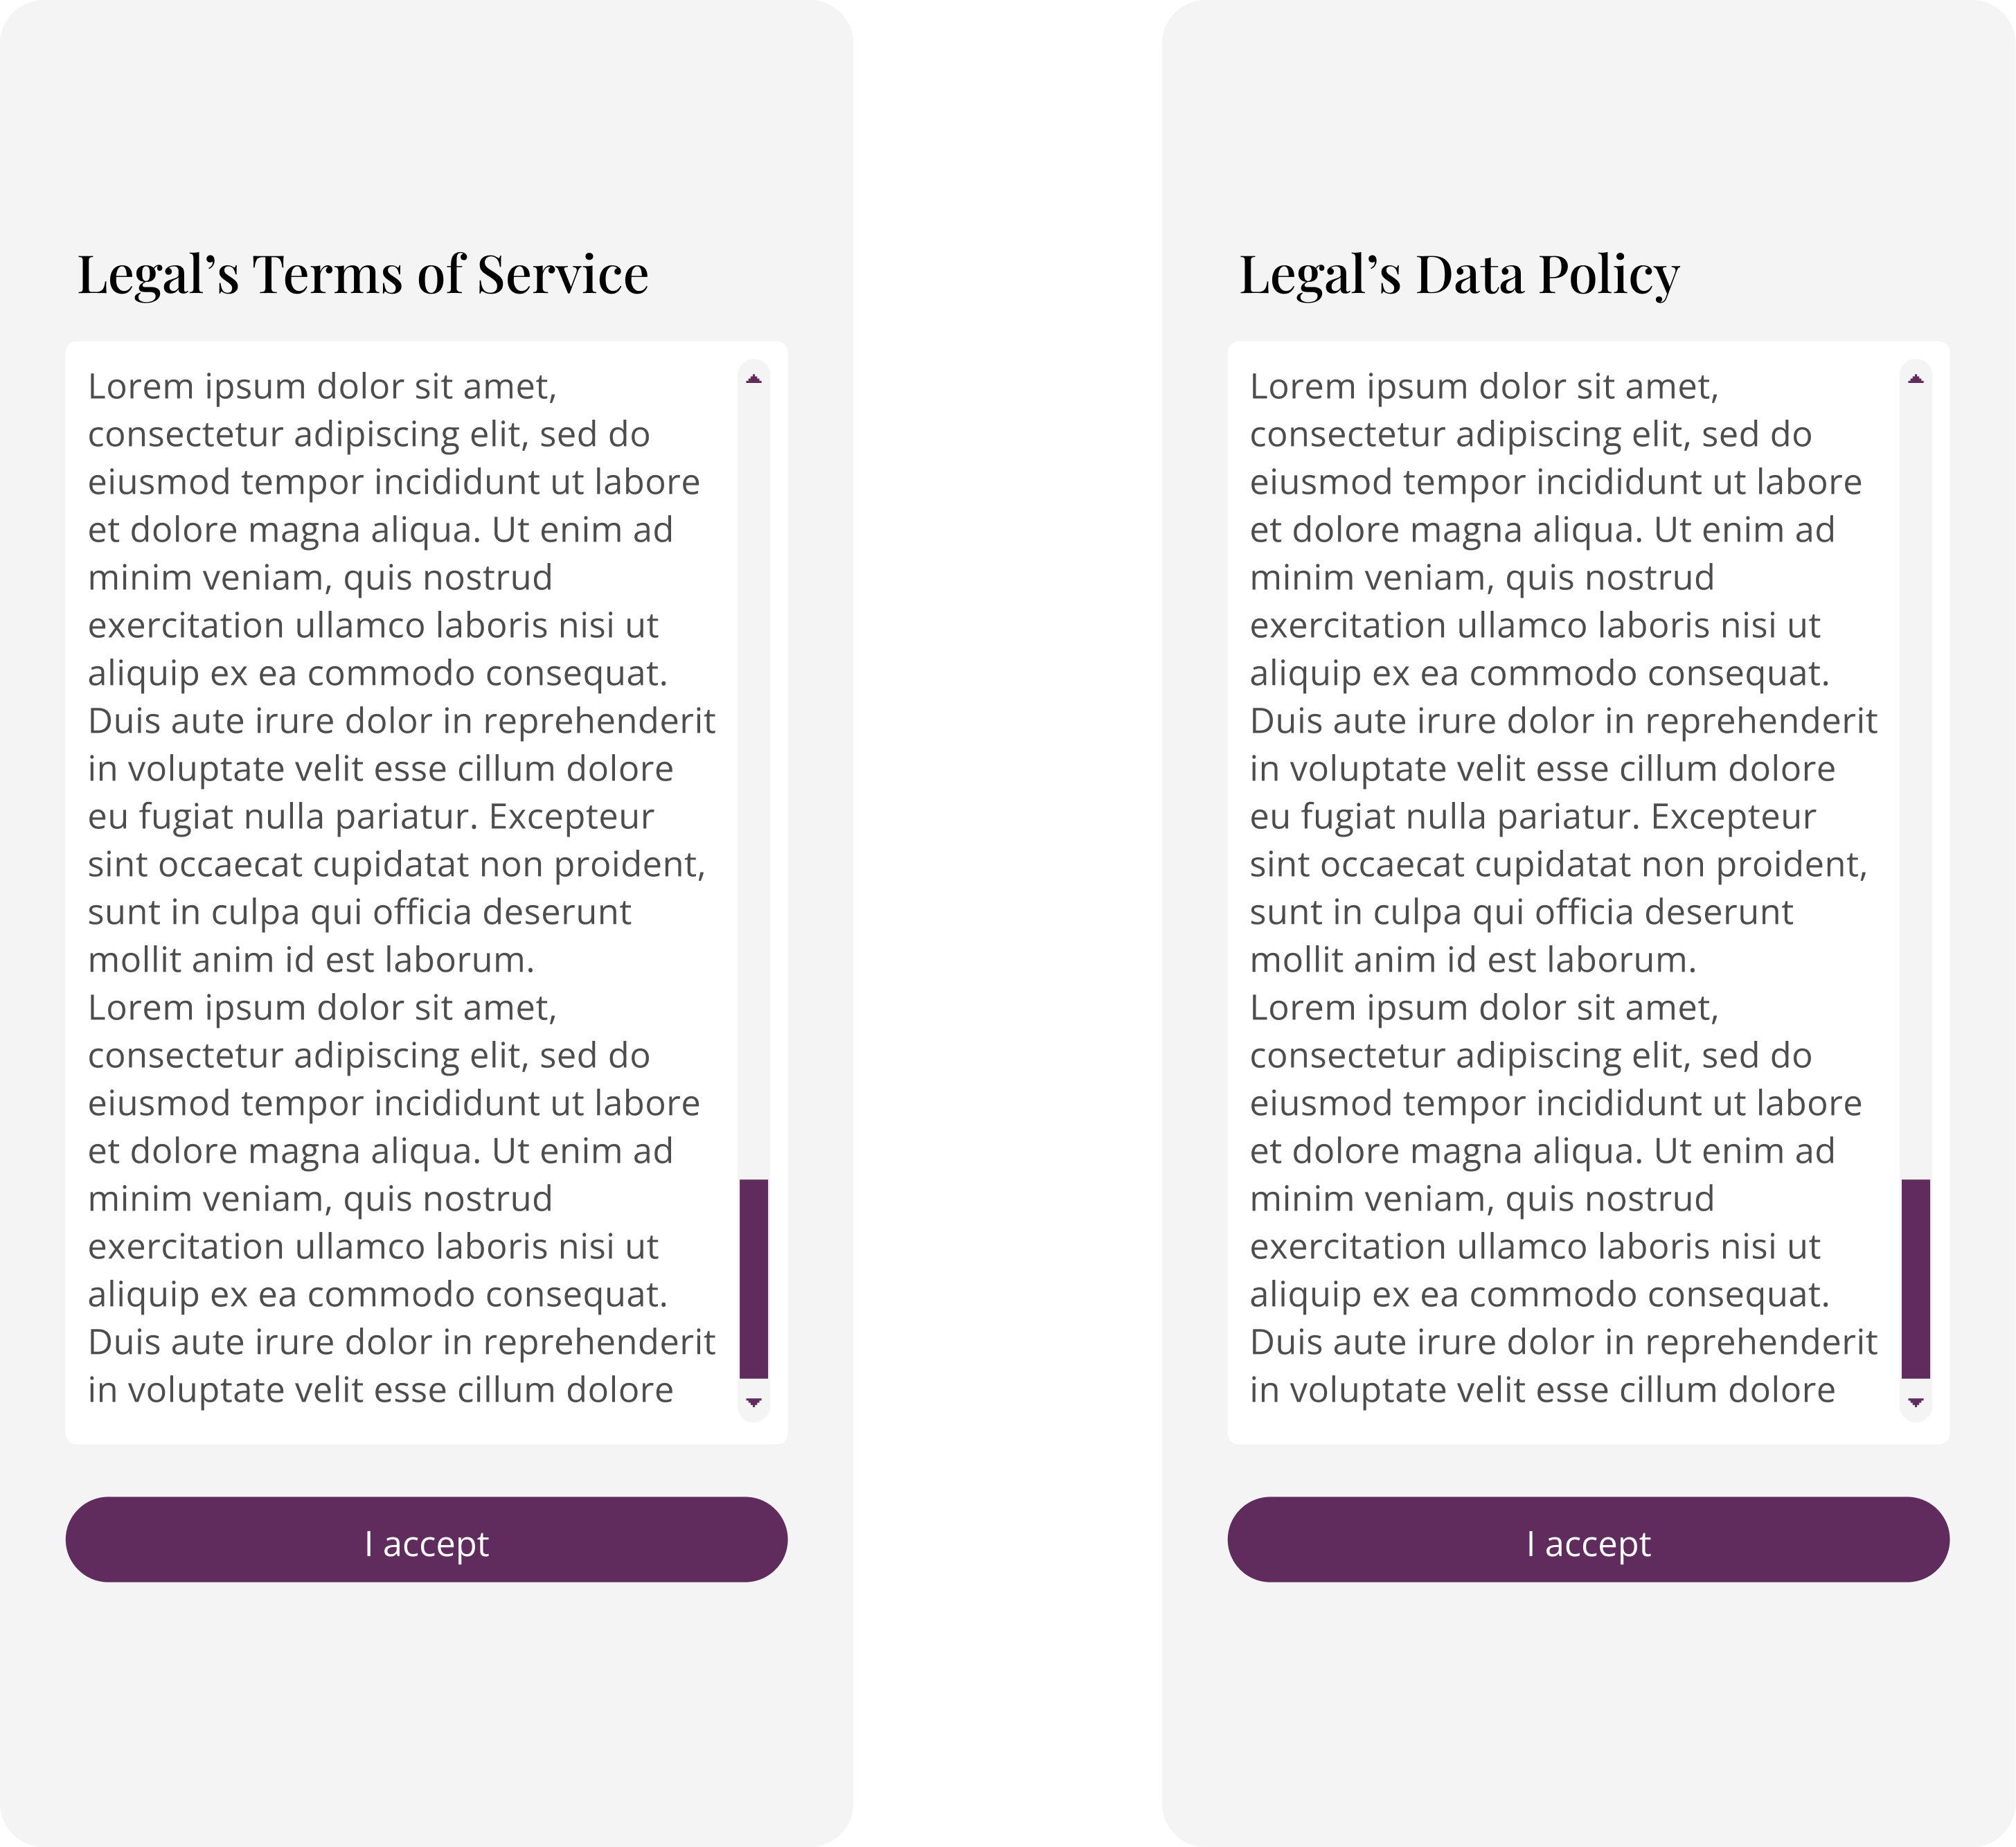 Legal’s Terms of Service
Lorem ipsum dolor sit amet,
consectetur adipiscing elit, sed do
eiusmod tempor incididunt ut labore
et dolore magna aliqua. Ut enim ad
minim veniam, quis nostrud
exercitation ullamco laboris nisi ut
aliquip ex ea commodo consequat.
Duis aute irure dolor in reprehenderit
in voluptate velit esse cillum dolore
eu fugiat nulla pariatur. Excepteur
sint occaecat cupidatat non proident,
sunt in culpa qui officia deserunt
mollit anim id est laborum.
Lorem ipsum dolor sit amet,
consectetur adipiscing elit, sed do
eiusmod tempor incididunt ut labore
et dolore magna aliqua. Ut enim ad
minim veniam, quis nostrud
exercitation ullamco laboris nisi ut
aliquip ex ea commodo consequat.
Duis aute irure dolor in reprehenderit
in voluptate velit esse cillum dolore
I accept
Legal’s Data Policy
Lorem ipsum dolor sit amet,
consectetur adipiscing elit, sed do
eiusmod tempor incididunt ut labore
et dolore magna aliqua. Ut enim ad
minim veniam, quis nostrud
exercitation ullamco laboris nisi ut
aliquip ex ea commodo consequat.
Duis aute irure dolor in reprehenderit
in voluptate velit esse cillum dolore
eu fugiat nulla pariatur. Excepteur
sint occaecat cupidatat non proident,
sunt in culpa qui officia deserunt
mollit anim id est laborum.
Lorem ipsum dolor sit amet,
consectetur adipiscing elit, sed do
eiusmod tempor incididunt ut labore
et dolore magna aliqua. Ut enim ad
minim veniam, quis nostrud
exercitation ullamco laboris nisi ut
aliquip ex ea commodo consequat.
Duis aute irure dolor in reprehenderit
in voluptate velit esse cillum dolore
I accept